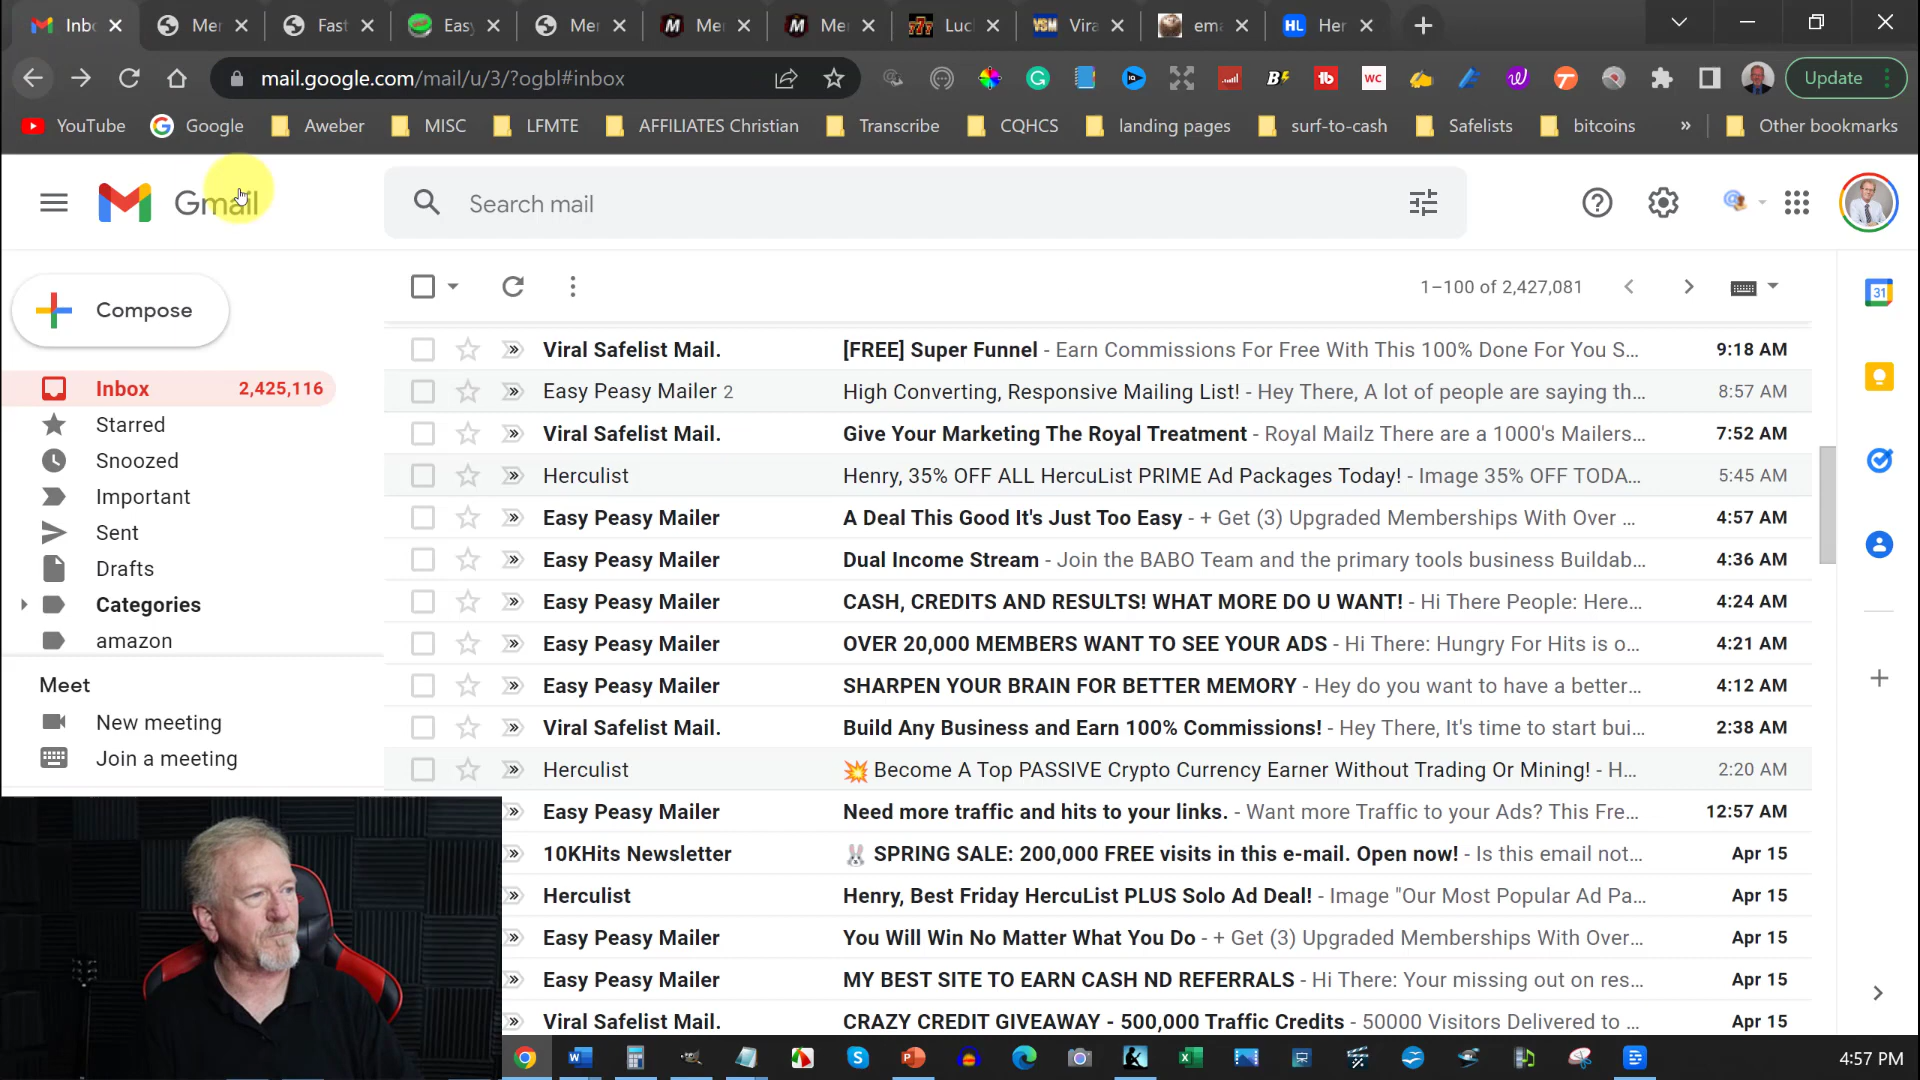 Inbo
Mer
Fast
Easy
Mer
Mer
Mer
Luc
Vira
ema
Her
mail.google.com/mail/u/3/?ogbl#inbox
Update
YouTube
Google
Aweber
MISC
LFMTE
AFFILIATES Christian
Transcribe
CQHCS
landing pages
surf-to-cash
Safelists
bitcoins
»
Other bookmarks
Gmail
Search mail
Compose
1–100 of 2,427,081
Inbox 2,425,116
Starred
Snoozed
Important
Sent
Drafts
Categories
amazon
Meet
New meeting
Join a meeting
Viral Safelist Mail. [FREE] Super Funnel - Earn Commissions For Free With This 100% Done For You S... 9:18 AM
Easy Peasy Mailer 2 High Converting, Responsive Mailing List! - Hey There, A lot of people are saying th... 8:57 AM
Viral Safelist Mail. Give Your Marketing The Royal Treatment - Royal Mailz There are a 1000's Mailers... 7:52 AM
Herculist Henry, 35% OFF ALL HercuList PRIME Ad Packages Today! - Image 35% OFF TODA... 5:45 AM
Easy Peasy Mailer A Deal This Good It's Just Too Easy - + Get (3) Upgraded Memberships With Over ... 4:57 AM
Easy Peasy Mailer Dual Income Stream - Join the BABO Team and the primary tools business Buildab... 4:36 AM
Easy Peasy Mailer CASH, CREDITS AND RESULTS! WHAT MORE DO U WANT! - Hi There People: Here... 4:24 AM
Easy Peasy Mailer OVER 20,000 MEMBERS WANT TO SEE YOUR ADS - Hi There: Hungry For Hits is o... 4:21 AM
Easy Peasy Mailer SHARPEN YOUR BRAIN FOR BETTER MEMORY - Hey do you want to have a better... 4:12 AM
Viral Safelist Mail. Build Any Business and Earn 100% Commissions! - Hey There, It's time to start bui... 2:38 AM
Herculist 💥 Become A Top PASSIVE Crypto Currency Earner Without Trading Or Mining! - H... 2:20 AM
Easy Peasy Mailer Need more traffic and hits to your links. - Want more Traffic to your Ads? This Fre... 12:57 AM
10KHits Newsletter 🐰 SPRING SALE: 200,000 FREE visits in this e-mail. Open now! - Is this email not... Apr 15
Herculist Henry, Best Friday HercuList PLUS Solo Ad Deal! - Image "Our Most Popular Ad Pa... Apr 15
Easy Peasy Mailer You Will Win No Matter What You Do - + Get (3) Upgraded Memberships With Over... Apr 15
Easy Peasy Mailer MY BEST SITE TO EARN CASH ND REFERRALS - Hi There: Your missing out on res... Apr 15
Viral Safelist Mail. CRAZY CREDIT GIVEAWAY - 500,000 Traffic Credits - 50000 Visitors Delivered to ... Apr 15
4:57 PM